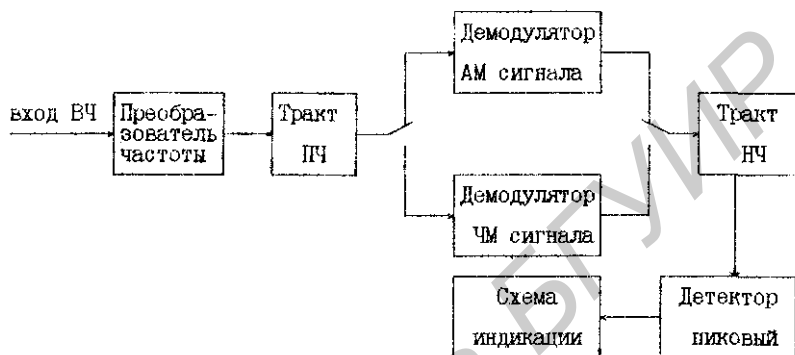 вход ВЧ
Преобра-
зователь
частоты
Тракт
ПЧ
Демодулятор
АМ сигнала
Демодулятор
ЧМ сигнала
Тракт
НЧ
Детектор
пиковый
Схема
индикации
БГУИР